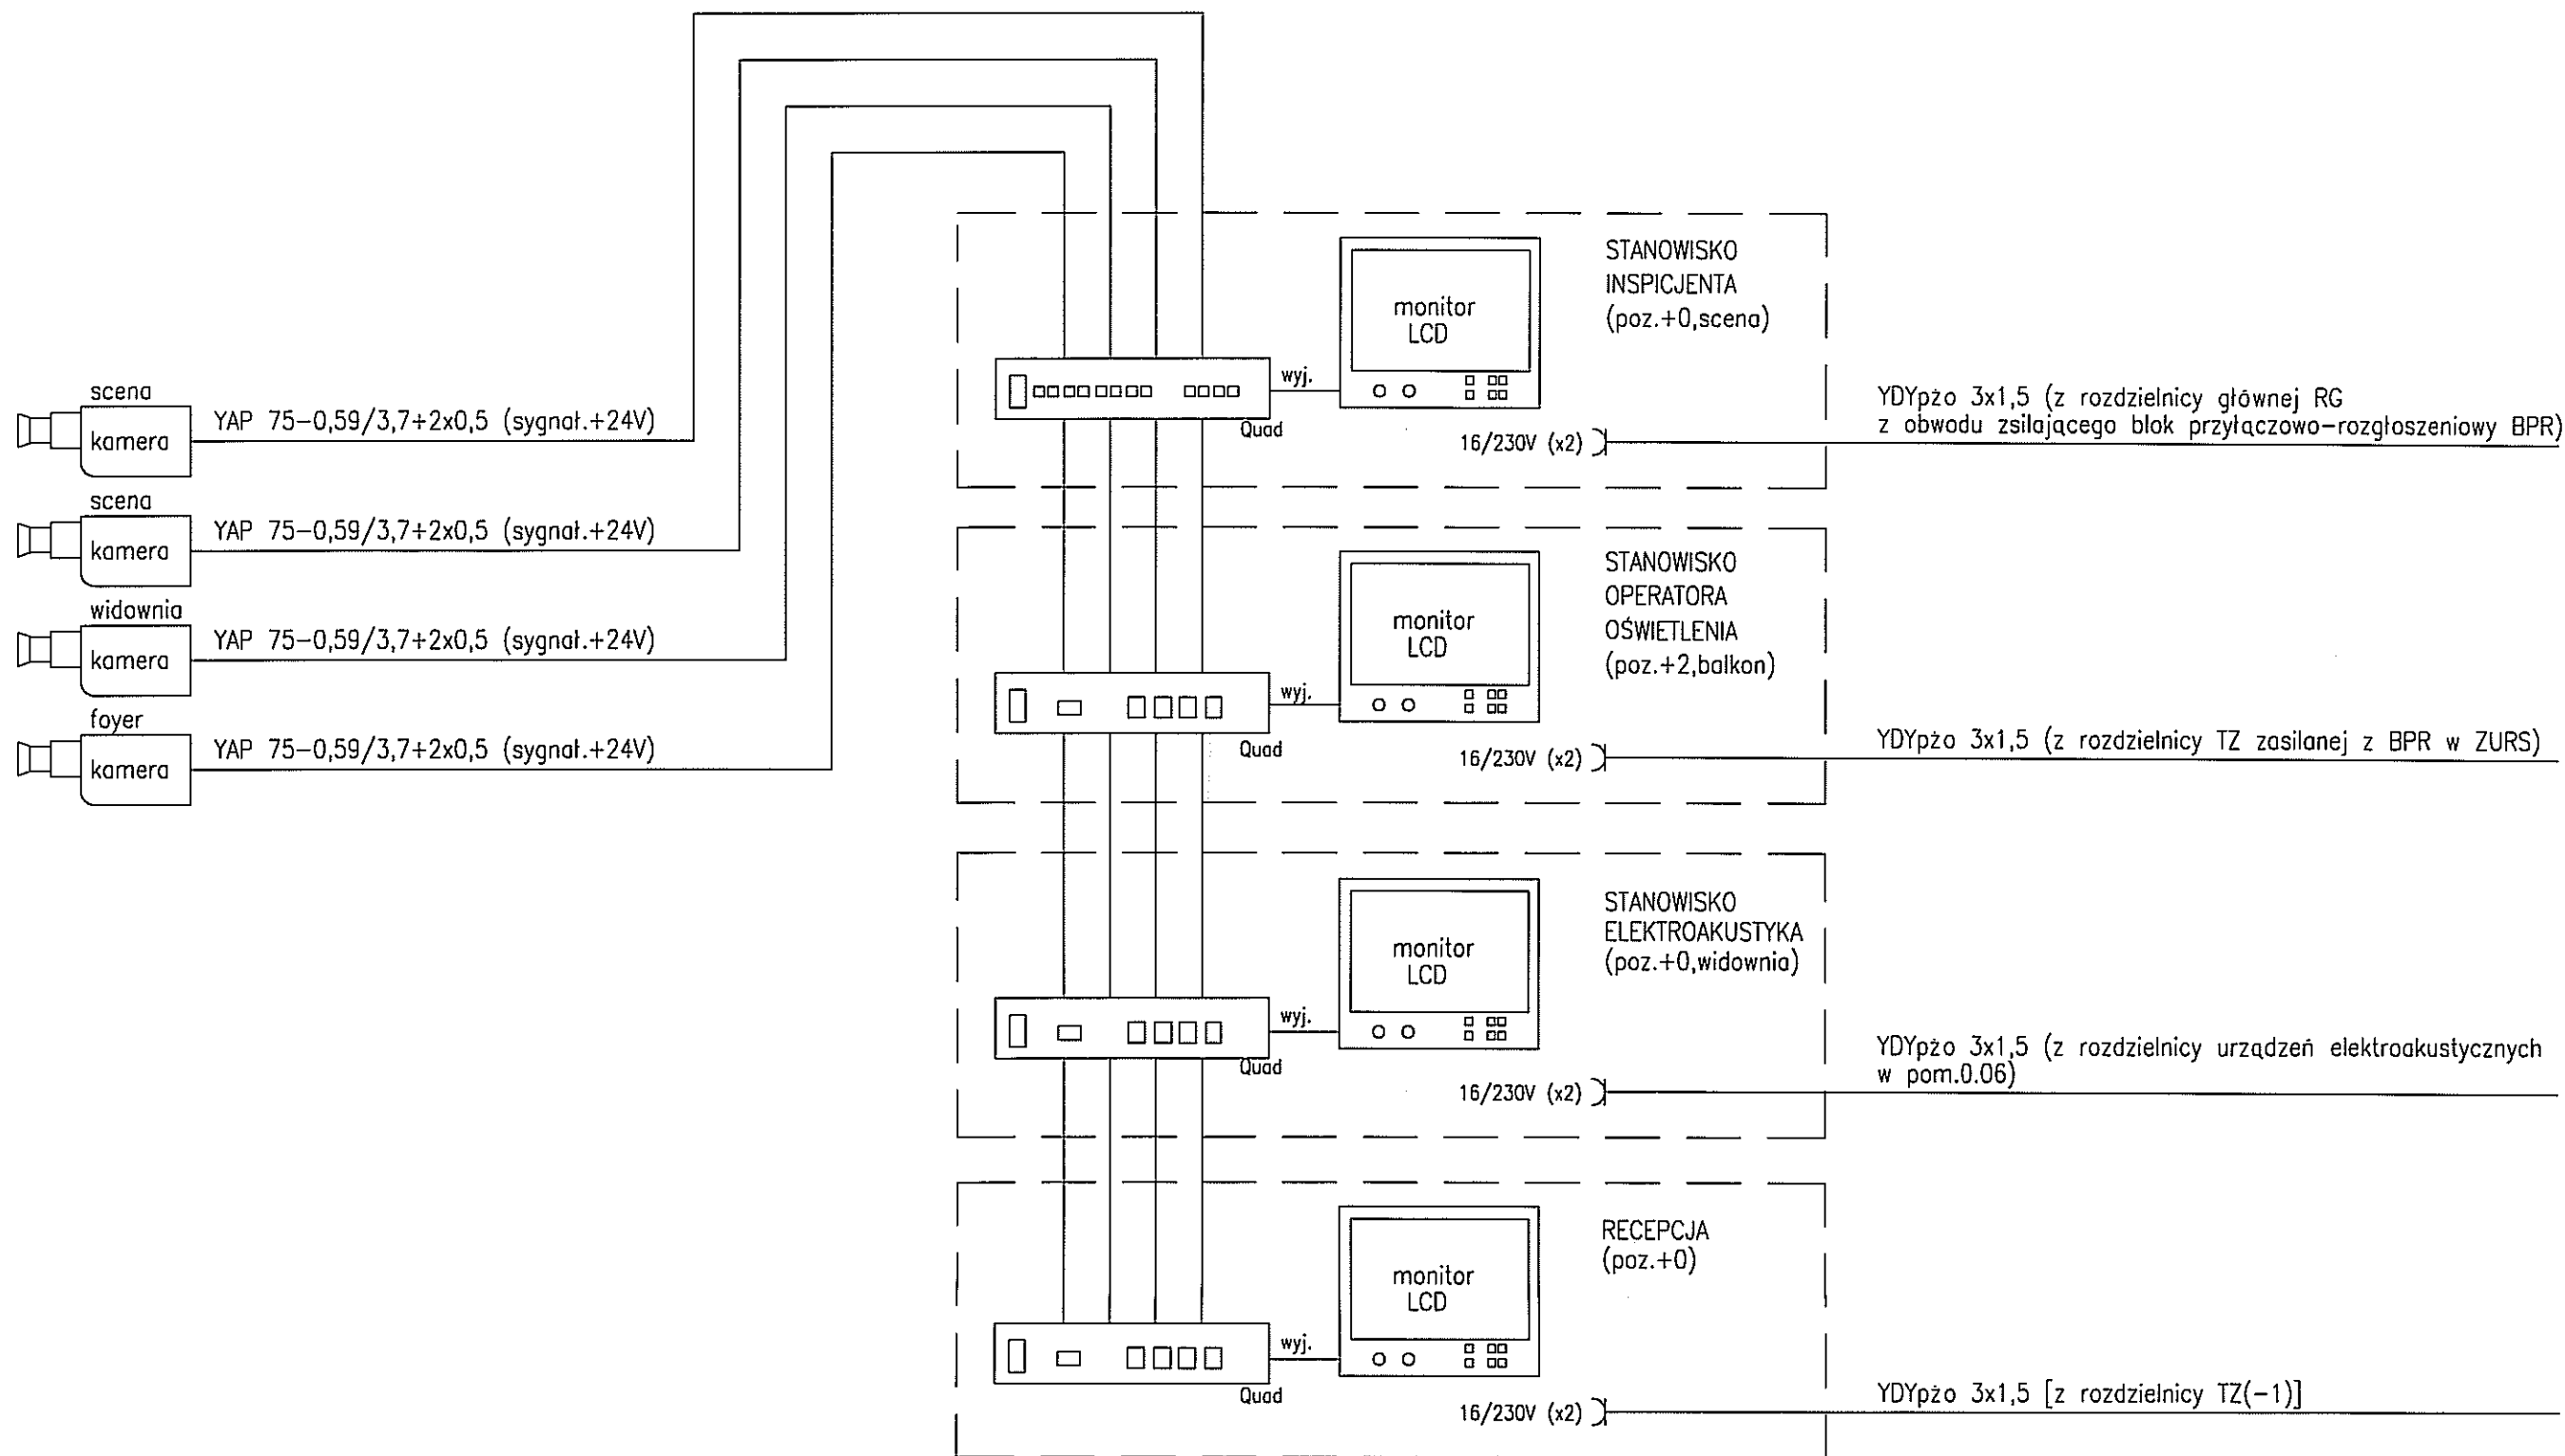 scena
kamera
YAP 75-0,59/3,7+2x0,5 (sygnał.+24V)
scena
kamera
YAP 75-0,59/3,7+2x0,5 (sygnał.+24V)
widownia
kamera
YAP 75-0,59/3,7+2x0,5 (sygnał.+24V)
foyer
kamera
YAP 75-0,59/3,7+2x0,5 (sygnał.+24V)
STANOWISKO
INSPICJENTA
(poz.+0,scena)
monitor
LCD
wyj.
Quad
16/230V (x2)
YDYpżo 3x1,5 (z rozdzielnicy głównej RG
z obwodu zsilającego blok przyłączowo-rozgłoszeniowy BPR)
STANOWISKO
OPERATORA
OŚWIETLENIA
(poz.+2,balkon)
monitor
LCD
wyj.
Quad
16/230V (x2)
YDYpżo 3x1,5 (z rozdzielnicy TZ zasilanej z BPR w ZURS)
STANOWISKO
ELEKTROAKUSTYKA
(poz.+0,widownia)
monitor
LCD
wyj.
Quad
16/230V (x2)
YDYpżo 3x1,5 (z rozdzielnicy urządzeń elektroakustycznych
w pom.0.06)
RECEPCJA
(poz.+0)
monitor
LCD
wyj.
Quad
16/230V (x2)
YDYpżo 3x1,5 [z rozdzielnicy TZ(-1)]